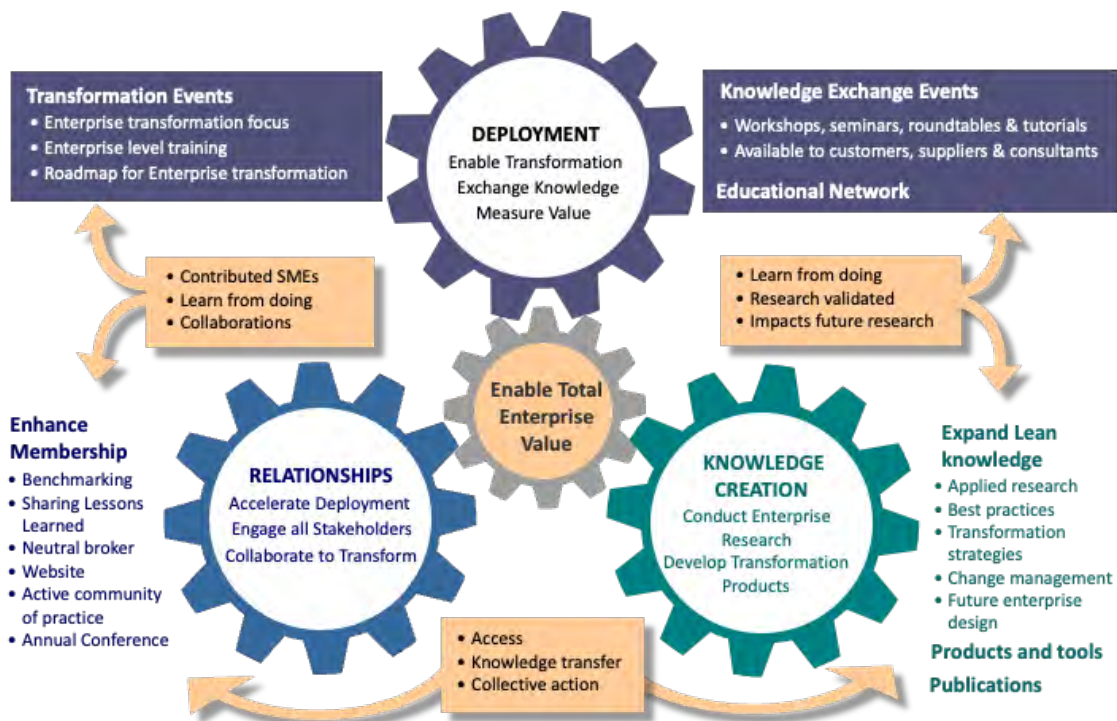 Transformation Events
• Enterprise transformation focus
• Enterprise level training
• Roadmap for Enterprise transformation
DEPLOYMENT
Enable Transformation
Exchange Knowledge
Measure Value
Knowledge Exchange Events
• Workshops, seminars, roundtables & tutorials
• Available to customers, suppliers & consultants
Educational Network
• Contributed SMEs
• Learn from doing
• Collaborations
• Learn from doing
• Research validated
• Impacts future research
Enable Total
Enterprise
Value
Enhance
Membership
• Benchmarking
• Sharing Lessons
Learned
• Neutral broker
• Website
• Active community
of practice
• Annual Conference
RELATIONSHIPS
Accelerate Deployment
Engage all Stakeholders
Collaborate to Transform
KNOWLEDGE
CREATION
Conduct Enterprise
Research
Develop Transformation
Products
Expand Lean
knowledge
• Applied research
• Best practices
• Transformation
strategies
• Change management
• Future enterprise
design
Products and tools
Publications
• Access
• Knowledge transfer
• Collective action